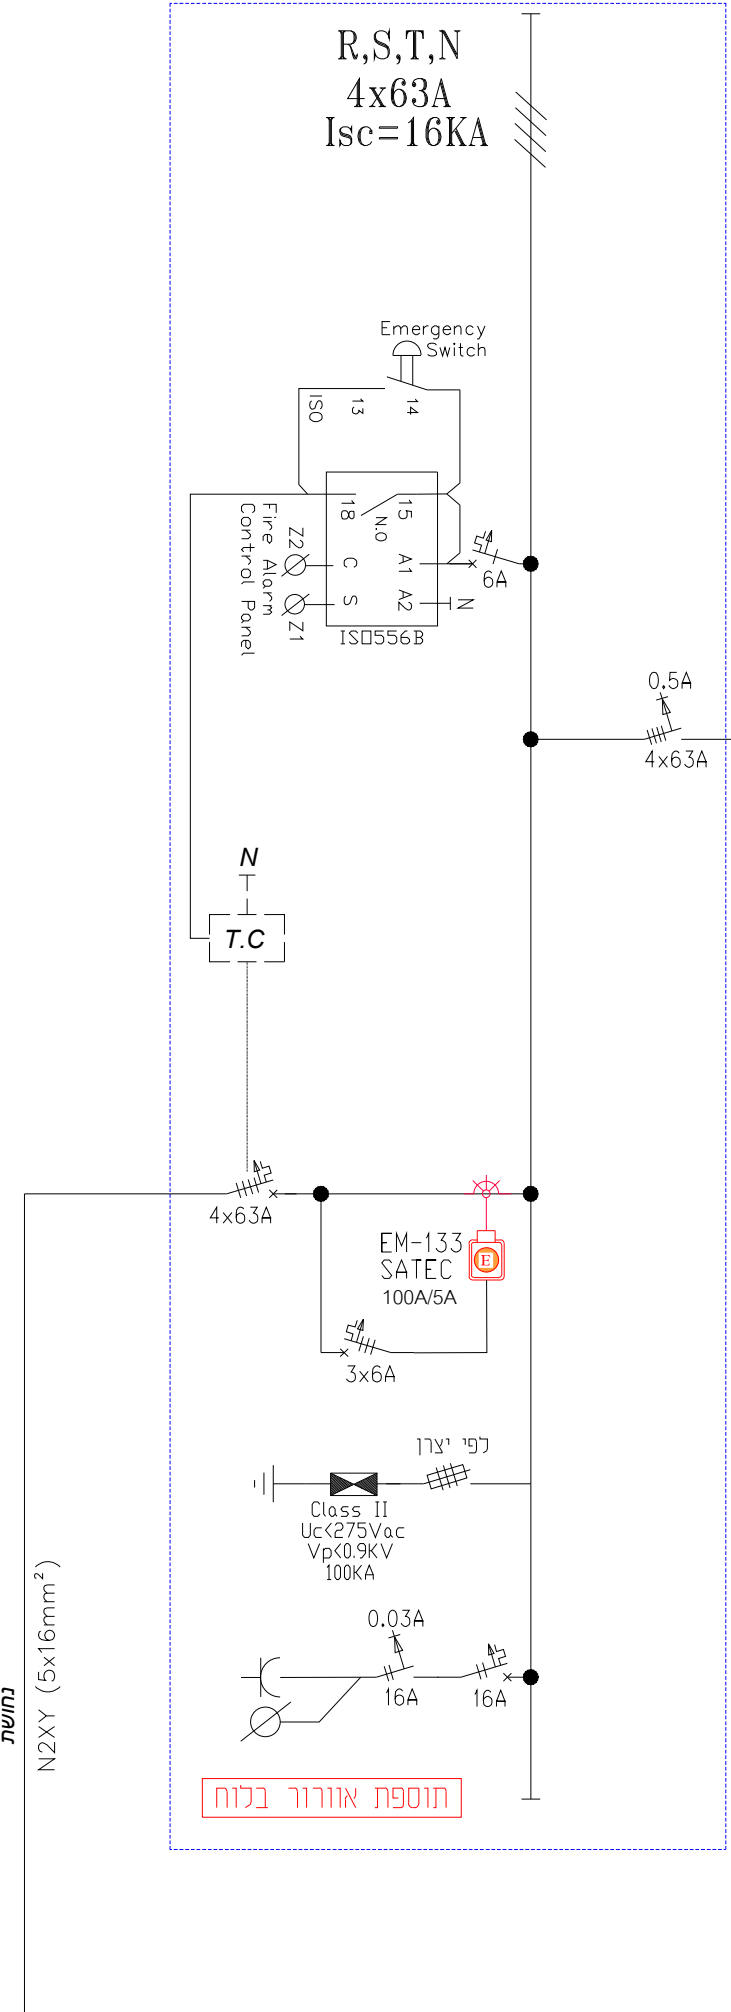 R,S,T,N
4x63A
Isc=16KA
Emergency
Switch
ISO
13
14
18
15
N.O
Fire Alarm
Control Panel
Z2
C
A1
6A
Z1
S
A2
N
ISO556B
0.5A
4x63A
N
T.C
4x63A
EM-133
SATEC
100A/5A
E
3x6A
לפי יצרן
Class II
Uc<275Vac
Vp<0.9KV
100KA
0.03A
16A
16A
נחושת
N2XY (5x16mm²)
תוספת אוורור בלוח